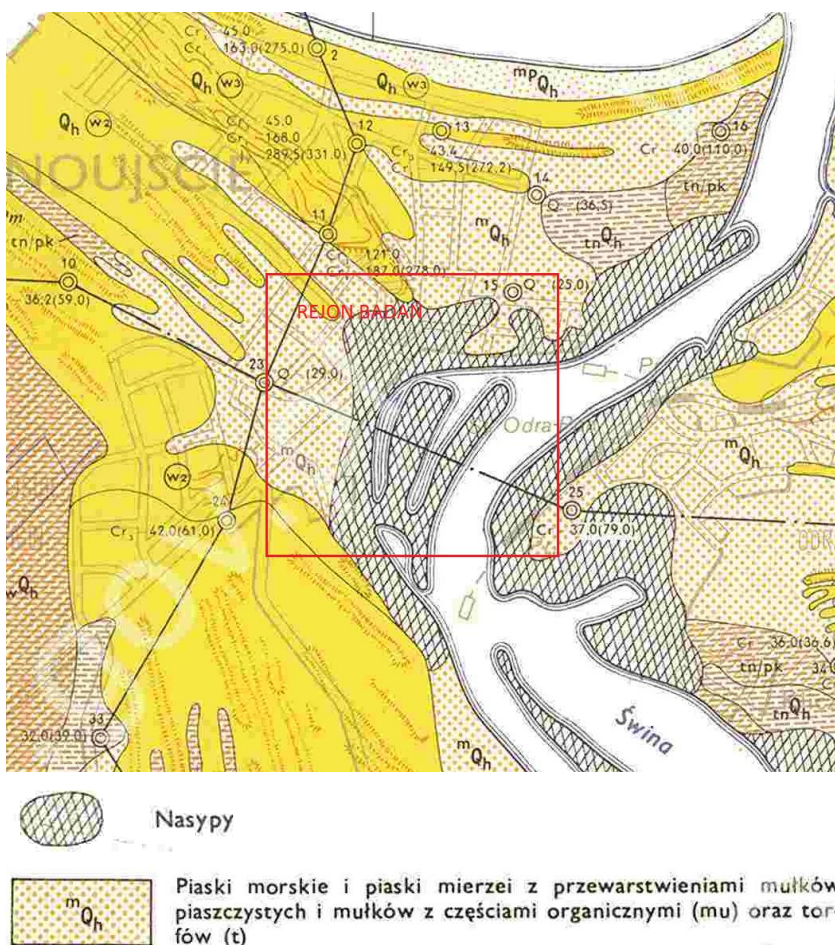 Cr 45.0
Cr 163.0(275.0)
2
Qh W3
Qh W3
mpQh
Qh W2
Cr 45.0
Cr 168.0
289,5(331.0)
12
13
Cr3 43,4
149,5(272,2)
16
Cr 40,0(110,0)
tn/pk
NOUJŚCIE
14
Q (36,5)
mQh
tnQh
m
tn/pk
11
121.0
187.0(278.0)
10
36,2(59.0)
15 Q (25,0)
REJON BADAŃ
23
Q (29,0)
Odra
mQh
mQh
W2
24
Cr3 42,0(61,0)
25
Cr 37,0(79,0)
wQh
Cr 36,0(36,6)
tn/pk
tnQh
33
32,0(39,0)
mQh
Świna
Nasypy
mQh
Piaski morskie i piaski mierzei z przewarstwieniami mułków
piaszczystych i mułków z częściami organicznymi (mu) oraz tor-
fów (t)